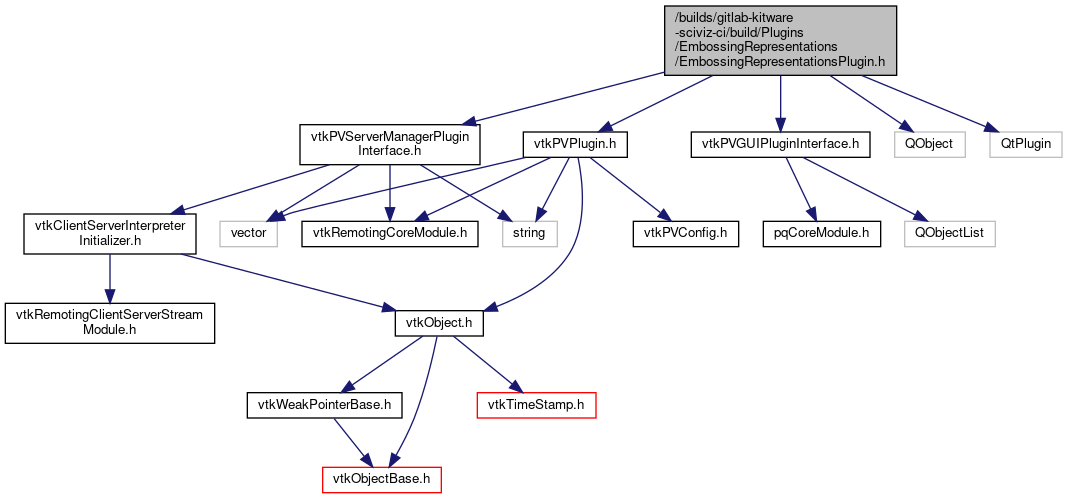 /builds/gitlab-kitware
-sciviz-ci/build/Plugins
/EmbossingRepresentations
/EmbossingRepresentationsPlugin.h
vtkPVServerManagerPlugin
Interface.h
vtkPVPlugin.h
vtkPVGUIPluginInterface.h
QObject
QtPlugin
vtkClientServerInterpreter
Initializer.h
vector
vtkRemotingCoreModule.h
string
vtkPVConfig.h
pqCoreModule.h
QObjectList
vtkRemotingClientServerStream
Module.h
vtkObject.h
vtkWeakPointerBase.h
vtkTimeStamp.h
vtkObjectBase.h